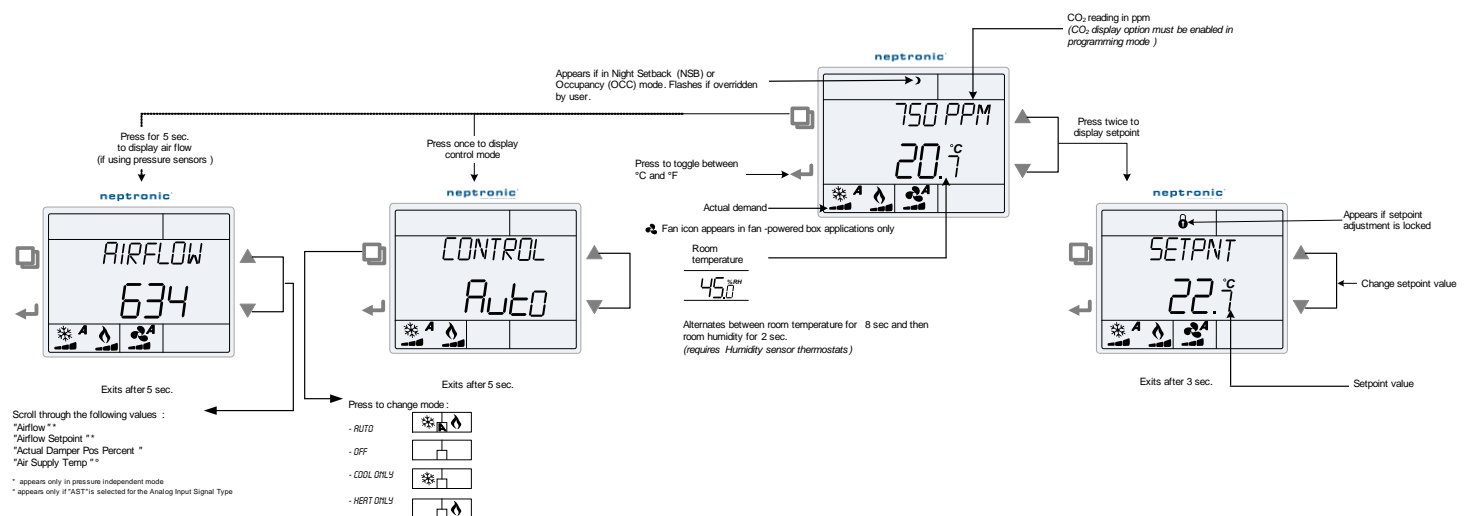 CO₂ reading in ppm
(CO₂ display option must be enabled in
programming mode )
neptronic
Appears if in Night Setback (NSB) or
Occupancy (OCC) mode. Flashes if overridden
by user.
750 PPM
20.7 °C
A
A
Press for 5 sec.
to display air flow
(if using pressure sensors )
Press once to display
control mode
Press to toggle between
°C and °F
Press twice to
display setpoint
Actual demand
Fan icon appears in fan -powered box applications only
Room
temperature
45.0 %RH
Alternates between room temperature for 8 sec and then
room humidity for 2 sec.
(requires Humidity sensor thermostats)
neptronic
AIRFLOW
634
A
A
Exits after 5 sec.
Scroll through the following values :
"Airflow" *
"Airflow Setpoint " *
"Actual Damper Pos Percent "
"Air Supply Temp " °
* appears only in pressure independent mode
° appears only if "AST" is selected for the Analog Input Signal Type
neptronic
CONTROL
Auto
A
Exits after 5 sec.
Press to change mode :
- AUTO
A
- OFF
- COOL ONLY
- HEAT ONLY
neptronic
SETPNT
22.7 °C
A
A
Appears if setpoint
adjustment is locked
Change setpoint value
Exits after 3 sec.
Setpoint value